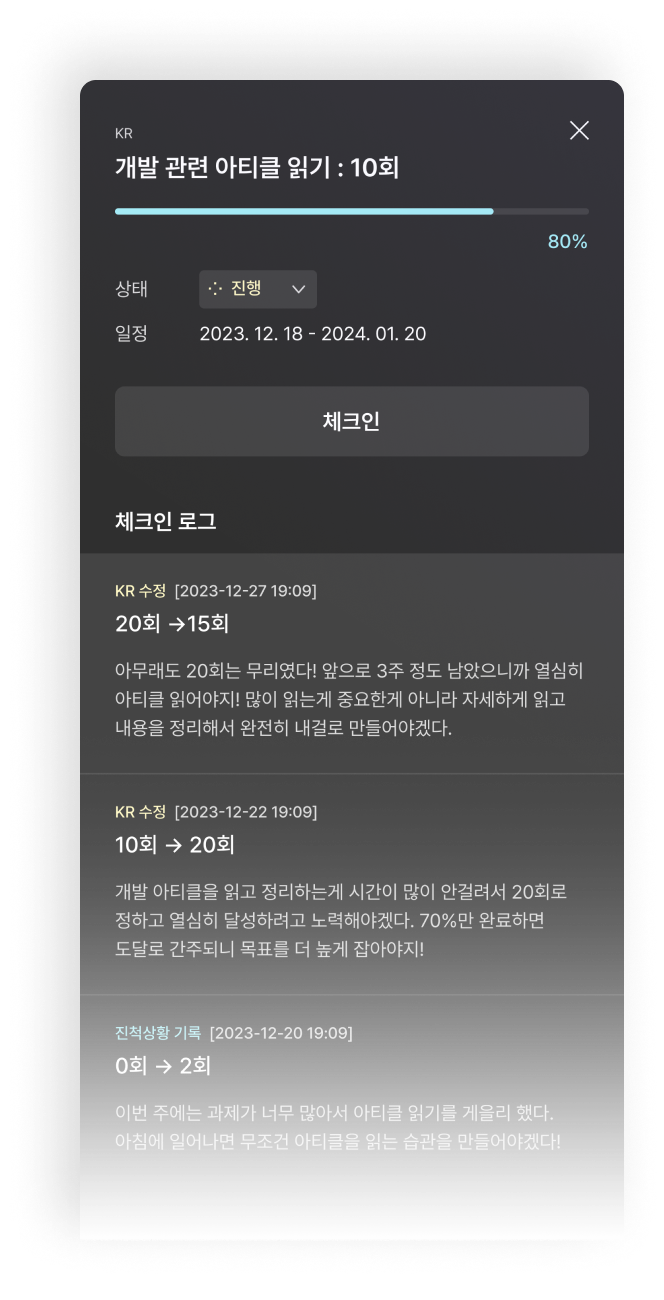 KR
개발 관련 아티클 읽기 : 10회
80%
상태 진행
일정 2023. 12. 18 - 2024. 01. 20
체크인
체크인 로그
KR 수정 [2023-12-27 19:09]
20회 →15회
아무래도 20회는 무리였다! 앞으로 3주 정도 남았으니까 열심히
아티클 읽어야지! 많이 읽는게 중요한게 아니라 자세하게 읽고
내용을 정리해서 완전히 내걸로 만들어야겠다.
KR 수정 [2023-12-22 19:09]
10회 → 20회
개발 아티클을 읽고 정리하는게 시간이 많이 안걸려서 20회로
정하고 열심히 달성하려고 노력해야겠다. 70%만 완료하면
도달로 간주되니 목표를 더 높게 잡아야지!
진척상황 기록 [2023-12-20 19:09]
0회 → 2회
이번 주에는 과제가 너무 많아서 아티클 읽기를 게을리 했다.
아침에 일어나면 무조건 아티클을 읽는 습관을 만들어야겠다!